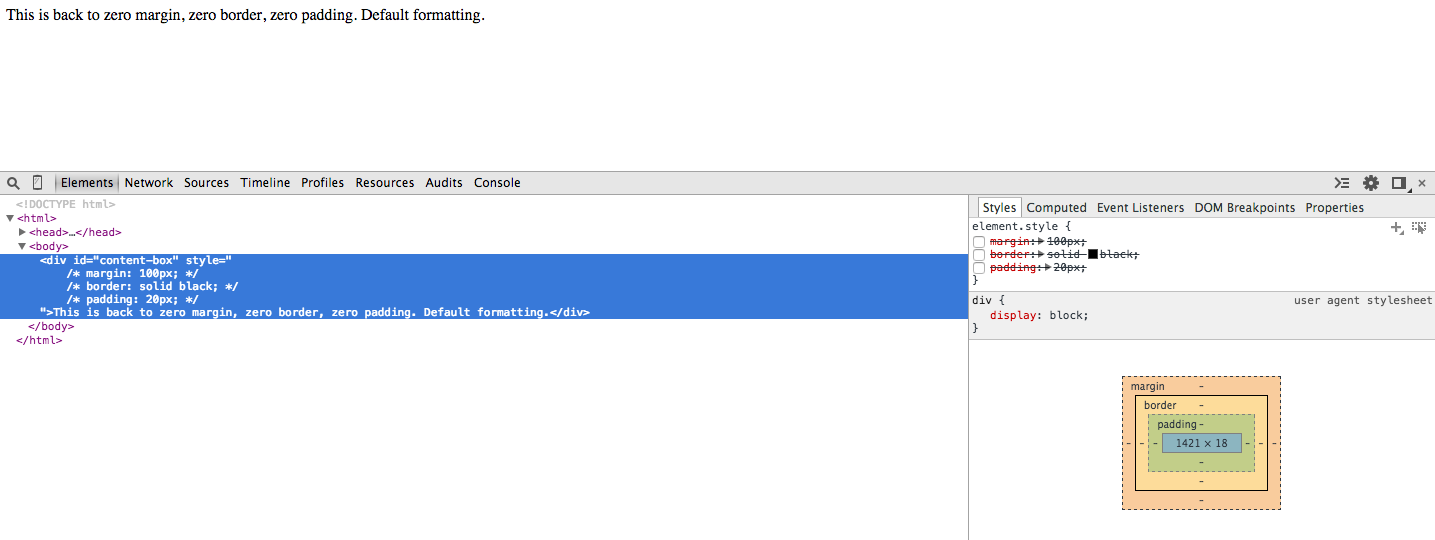 This is back to zero margin, zero border, zero padding. Default formatting.
Elements Network Sources Timeline Profiles Resources Audits Console
<!DOCTYPE html>
<html>
<head>…</head>
<body>
<div id="content-box" style="
/* margin: 100px; */
/* border: solid black; */
/* padding: 20px; */
">This is back to zero margin, zero border, zero padding. Default formatting.</div>
</body>
</html>
Styles Computed Event Listeners DOM Breakpoints Properties
element.style {
margin: 100px;
border: solid black;
padding: 20px;
}
div { user agent stylesheet
display: block;
}
margin -
border -
padding -
- - - 1421 × 18 - - -
-
-
-